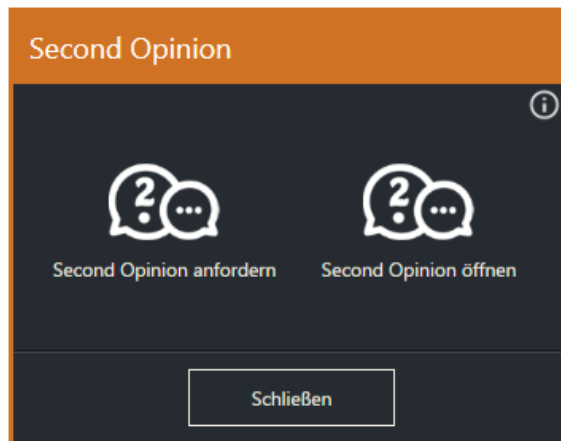 Second Opinion
Second Opinion anfordern
Second Opinion öffnen
Schließen